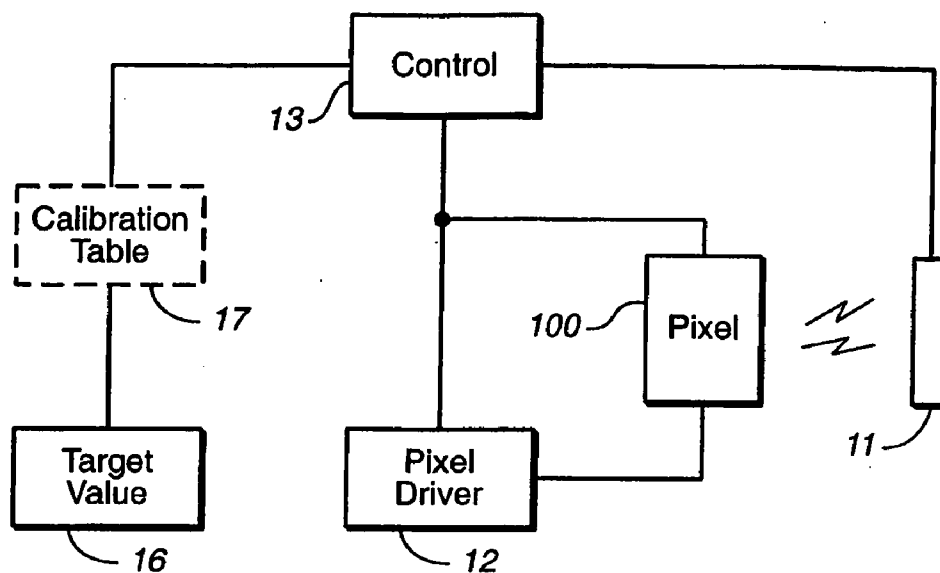 Control
13
Calibration
Table
17
100
Pixel
11
Target
Value
16
Pixel
Driver
12